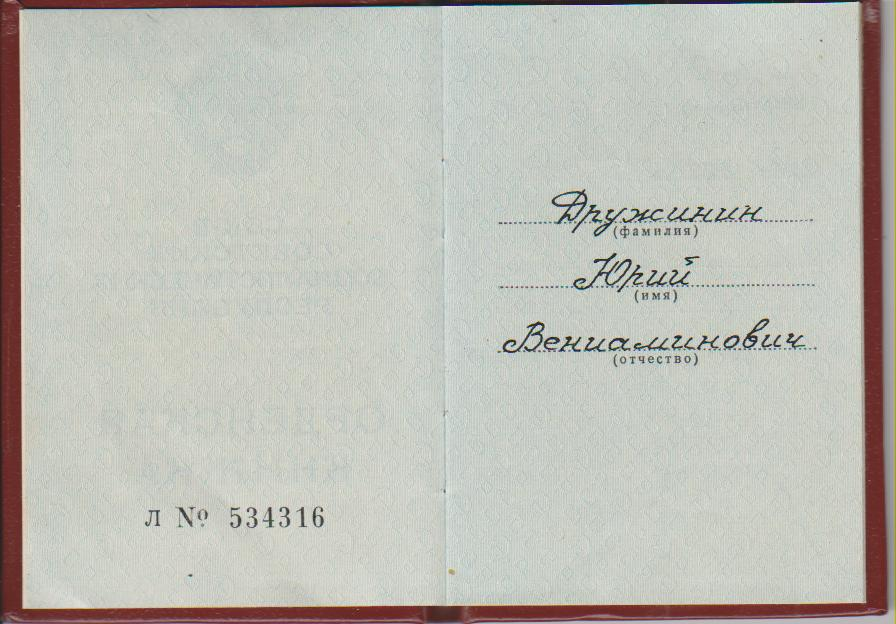 л № 534316
Дружинин
(фамилия)
Юрий
(имя)
Вениаминович
(отчество)